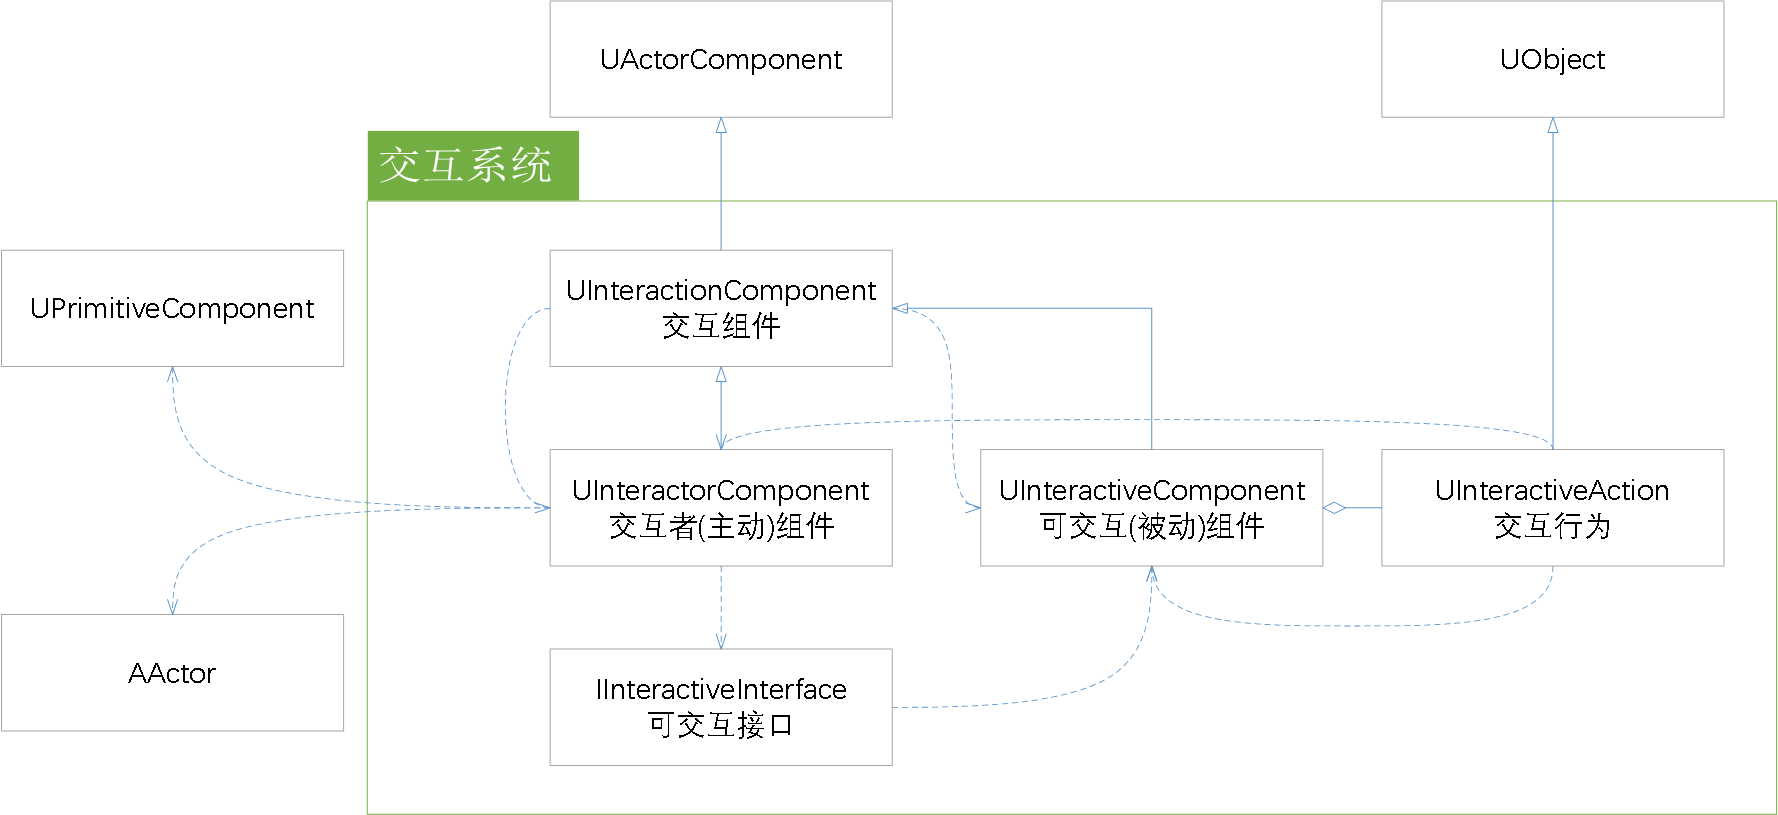 UActorComponent
UObject
交互系统
UPrimitiveComponent
UInteractionComponent
交互组件
UInteractorComponent
交互者(主动)组件
UInteractiveComponent
可交互(被动)组件
UInteractiveAction
交互行为
AActor
IInteractiveInterface
可交互接口